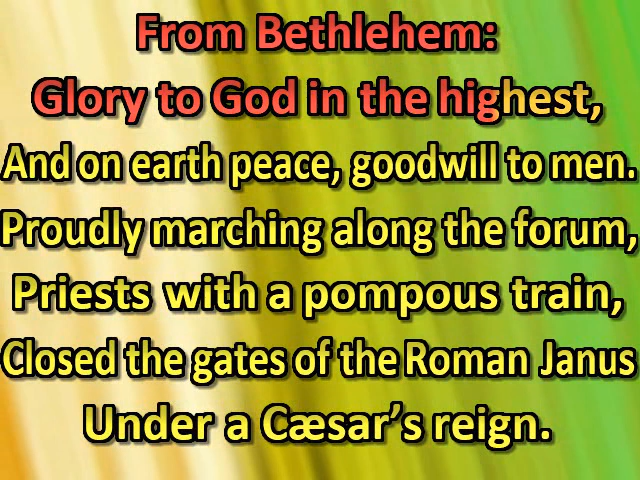 From Bethlehem:
Glory to God in the highest,
And on earth peace, goodwill to men.
Proudly marching along the forum,
Priests with a pompous train,
Closed the gates of the Roman Janus
Under a Cæsar’s reign.